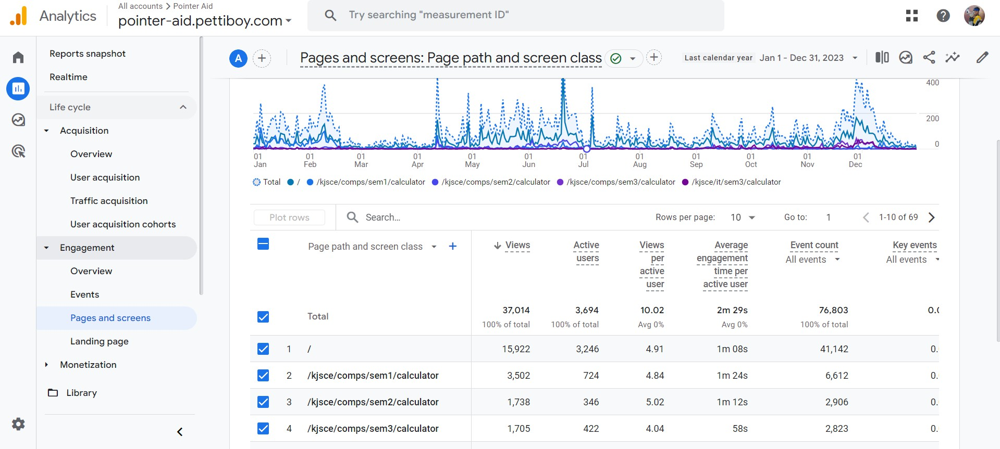 Analytics
All accounts > Pointer Aid
pointer-aid.pettiboy.com
Try searching "measurement ID"
Reports snapshot
Realtime
Life cycle
Acquisition
Overview
User acquisition
Traffic acquisition
User acquisition cohorts
Engagement
Overview
Events
Pages and screens
Landing page
Monetization
Library
A
Pages and screens: Page path and screen class
Last calendar year Jan 1 - Dec 31, 2023
400
200
0
01 01 01 01 01 01 01 01 01 01 01 01
Jan Feb Mar Apr May Jun Jul Aug Sep Oct Nov Dec
Total / /kjsce/comps/sem1/calculator /kjsce/comps/sem2/calculator /kjsce/comps/sem3/calculator /kjsce/it/sem3/calculator
Plot rows Search... Rows per page: 10 Go to: 1 1-10 of 69
Page path and screen class +
Views
Active
users
Views
per
active
user
Average
engagement
time per
active user
Event count
All events
Key events
All events
Total 37,014 3,694 10.02 2m 29s 76,803 0.0
100% of total 100% of total Avg 0% Avg 0% 100% of total
1 / 15,922 3,246 4.91 1m 08s 41,142 0.
2 /kjsce/comps/sem1/calculator 3,502 724 4.84 1m 24s 6,612 0.
3 /kjsce/comps/sem2/calculator 1,738 346 5.02 1m 12s 2,906 0.
4 /kjsce/comps/sem3/calculator 1,705 422 4.04 58s 2,823 0.